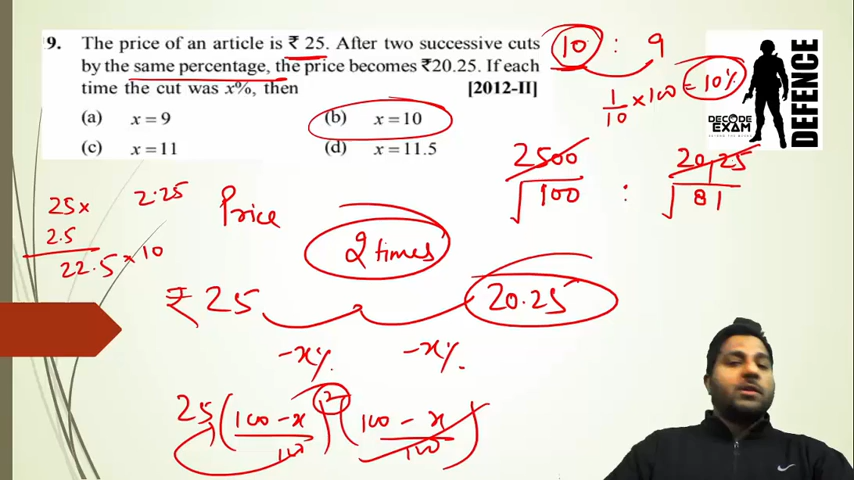 9. The price of an article is ₹ 25. After two successive cuts
by the same percentage, the price becomes ₹20.25. If each
time the cut was x%, then [2012-II]
(a) x = 9
(b) x = 10
(c) x = 11
(d) x = 11.5
10 : 9
1/10 × 100 = 10%
DECODE
EXAM
DEFENCE
2500 : 20,25
√100 : √81
25 ×
2.5
22.5 × 10
2.25
Price
2 times
₹ 25
20.25
-x%
-x%
25 (100 - x / 100)² (100 - x / 100)